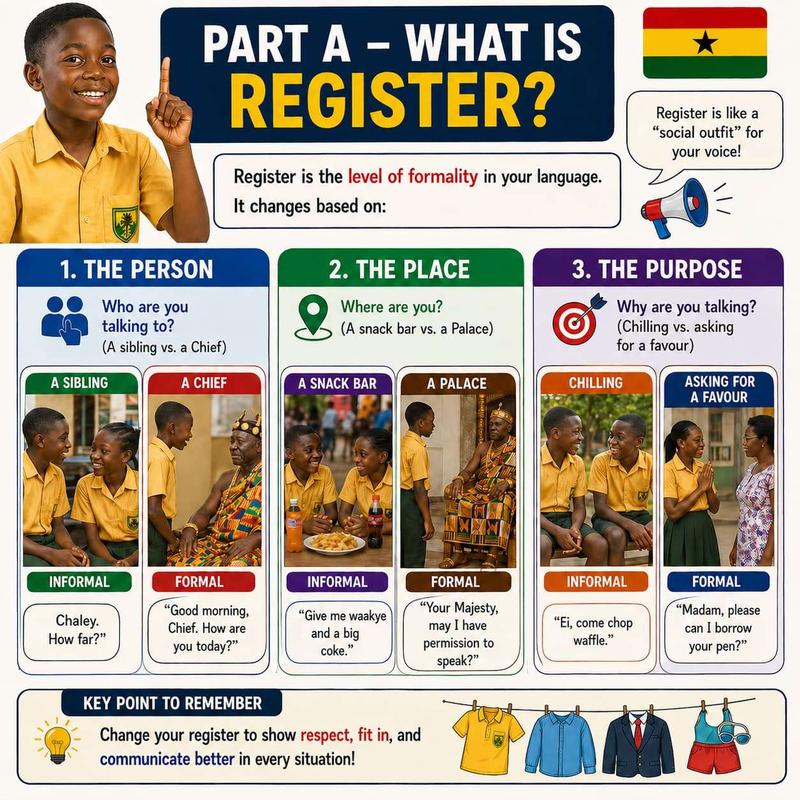 PART A – WHAT IS
REGISTER?
Register is like a
"social outfit" for
your voice!
Register is the level of formality in your language.
It changes based on:
1. THE PERSON
Who are you
talking to?
(A sibling vs. a Chief)
A SIBLING
INFORMAL
Chaley.
How far?”
A CHIEF
FORMAL
“Good morning,
Chief. How are
you today?”
2. THE PLACE
Where are you?
(A snack bar vs. a Palace)
A SNACK BAR
INFORMAL
“Give me waakye
and a big
coke.”
A PALACE
FORMAL
“Your Majesty,
may I have
permission to
speak?”
3. THE PURPOSE
Why are you talking?
(Chilling vs. asking
for a favour)
CHILLING
INFORMAL
“Ei, come chop
waffle.”
ASKING FOR
A FAVOUR
FORMAL
“Madam, please
can I borrow
your pen?”
KEY POINT TO REMEMBER
Change your register to show respect, fit in, and
communicate better in every situation!